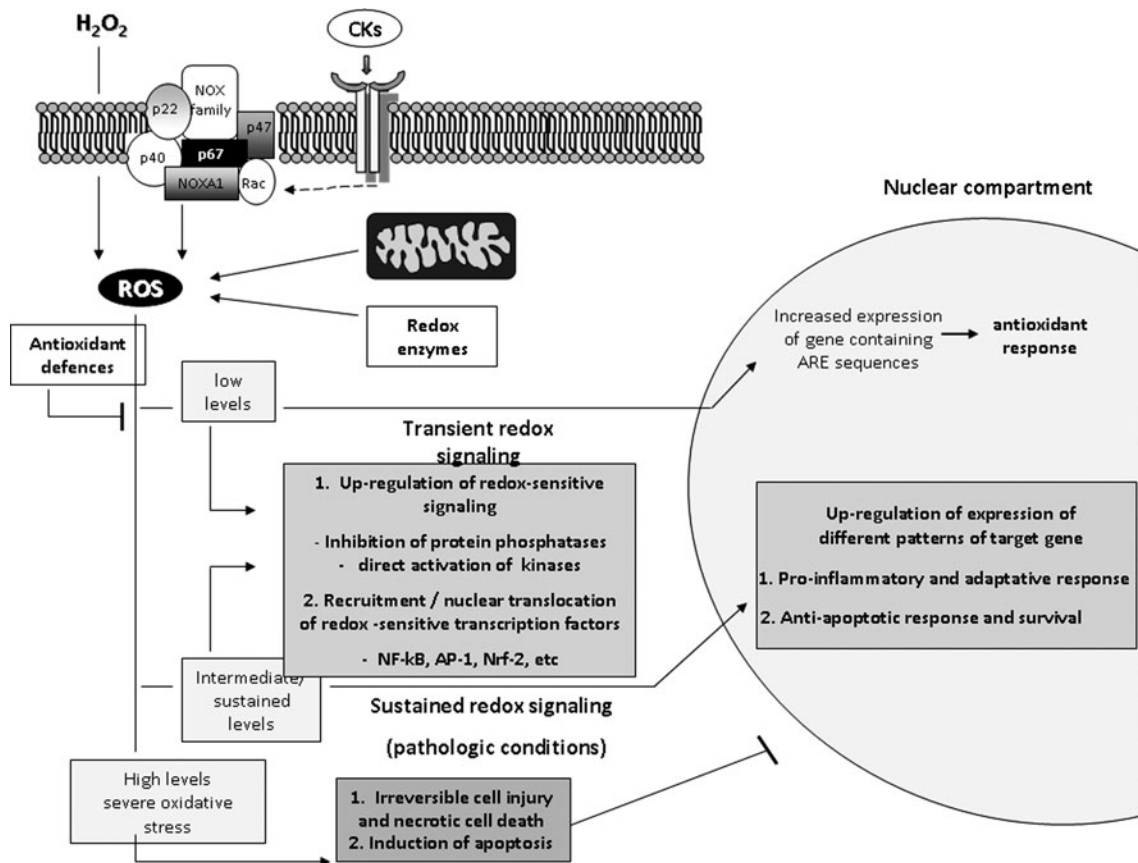 H₂O₂
CKs
NOX
family
p22
p47
p40
p67
NOXA1
Rac
Nuclear compartment
ROS
Redox
enzymes
Antioxidant
defences
Increased expression
of gene containing
ARE sequences
antioxidant
response
low
levels
Transient redox
signaling
1. Up-regulation of redox-sensitive
signaling
- Inhibition of protein phosphatases
- direct activation of kinases
2. Recruitment / nuclear translocation
of redox -sensitive transcription factors
- NF-kB, AP-1, Nrf-2, etc
Up-regulation of expression of
different patterns of target gene
1. Pro-inflammatory and adaptative response
2. Anti-apoptotic response and survival
Intermediate/
sustained
levels
Sustained redox signaling
(pathologic conditions)
High levels
severe oxidative
stress
1. Irreversible cell injury
and necrotic cell death
2. Induction of apoptosis